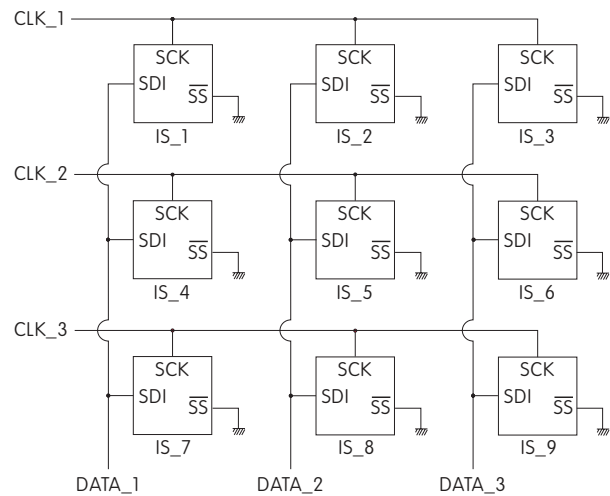 CLK_1
SCK SCK SCK
SDI SS SDI SS SDI SS
IS_1 IS_2 IS_3
CLK_2
SCK SCK SCK
SDI SS SDI SS SDI SS
IS_4 IS_5 IS_6
CLK_3
SCK SCK SCK
SDI SS SDI SS SDI SS
IS_7 IS_8 IS_9
DATA_1 DATA_2 DATA_3